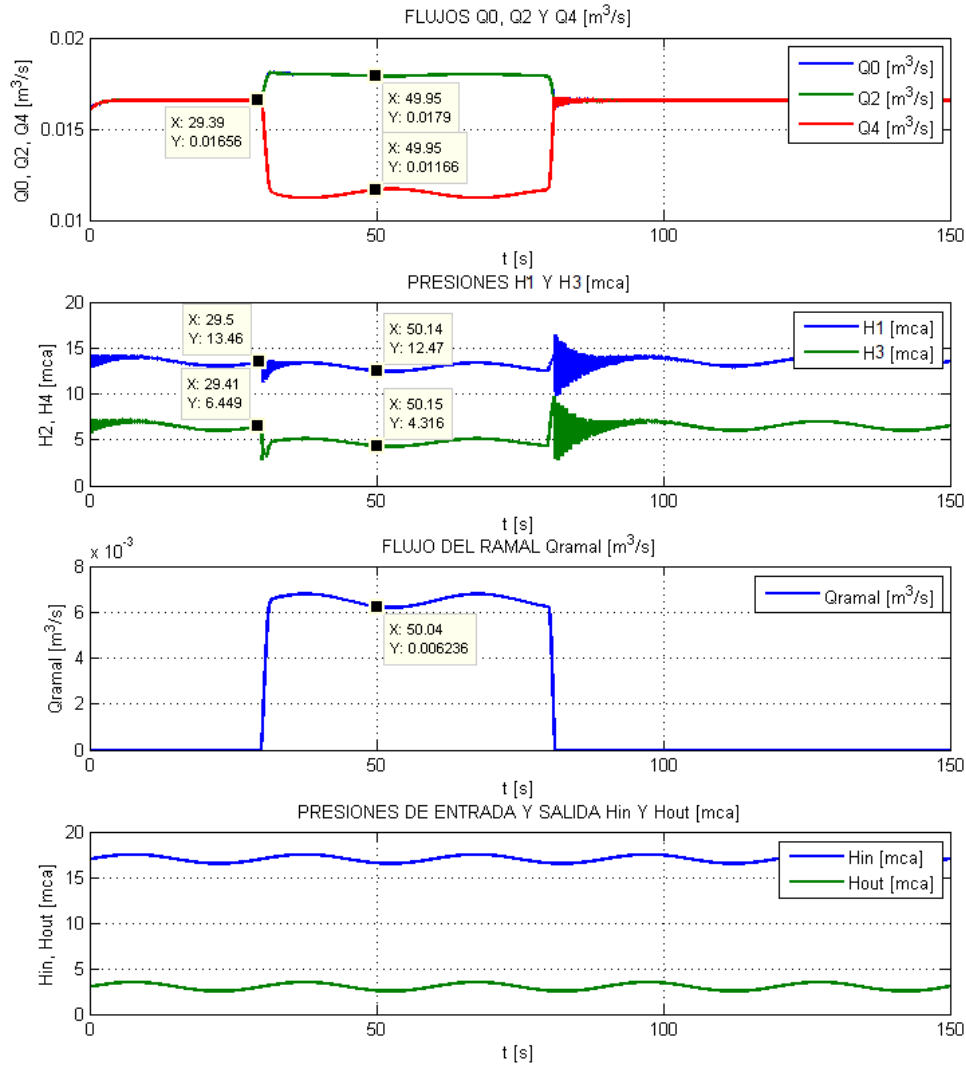 FLUJOS Q0, Q2 Y Q4 [m³/s]
Q0, Q2, Q4 [m³/s]
0.02
0.015
0.01
Q0 [m³/s]
Q2 [m³/s]
Q4 [m³/s]
X: 29.39
Y: 0.01656
X: 49.95
Y: 0.0179
X: 49.95
Y: 0.01166
0 50 100 150
t [s]
PRESIONES H1 Y H3 [mca]
H2, H4 [mca]
20
15
10
5
0
H1 [mca]
H3 [mca]
X: 29.5
Y: 13.46
X: 29.41
Y: 6.449
X: 50.14
Y: 12.47
X: 50.15
Y: 4.316
0 50 100 150
t [s]
x 10⁻³
FLUJO DEL RAMAL Qramal [m³/s]
Qramal [m³/s]
8
6
4
2
0
Qramal [m³/s]
X: 50.04
Y: 0.006236
0 50 100 150
t [s]
PRESIONES DE ENTRADA Y SALIDA Hin Y Hout [mca]
Hin, Hout [mca]
20
15
10
5
0
Hin [mca]
Hout [mca]
0 50 100 150
t [s]